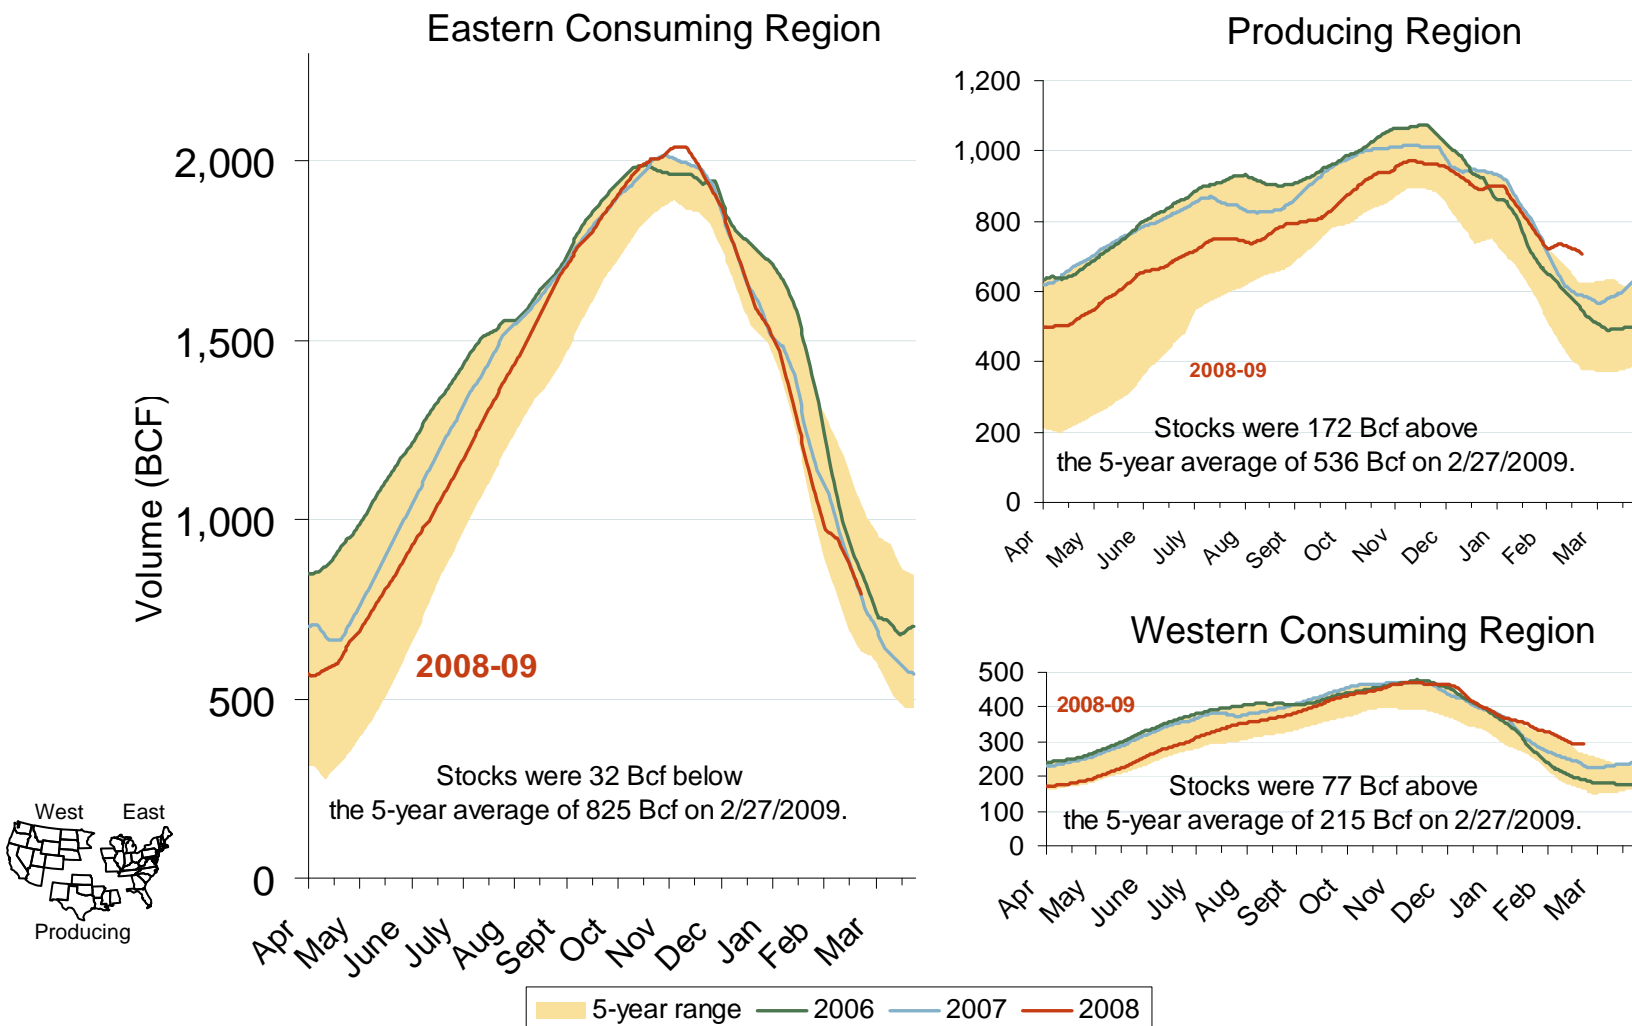 Eastern Consuming Region
Volume (BCF)
2,000
1,500
1,000
500
0
2008-09
Stocks were 32 Bcf below
the 5-year average of 825 Bcf on 2/27/2009.
Apr May June July Aug Sept Oct Nov Dec Jan Feb Mar
Producing Region
1,200
1,000
800
600
400
200
0
2008-09
Stocks were 172 Bcf above
the 5-year average of 536 Bcf on 2/27/2009.
Apr May June July Aug Sept Oct Nov Dec Jan Feb Mar
Western Consuming Region
500
400
300
200
100
0
2008-09
Stocks were 77 Bcf above
the 5-year average of 215 Bcf on 2/27/2009.
Apr May June July Aug Sept Oct Nov Dec Jan Feb Mar
West East
Producing
5-year range 2006 2007 2008